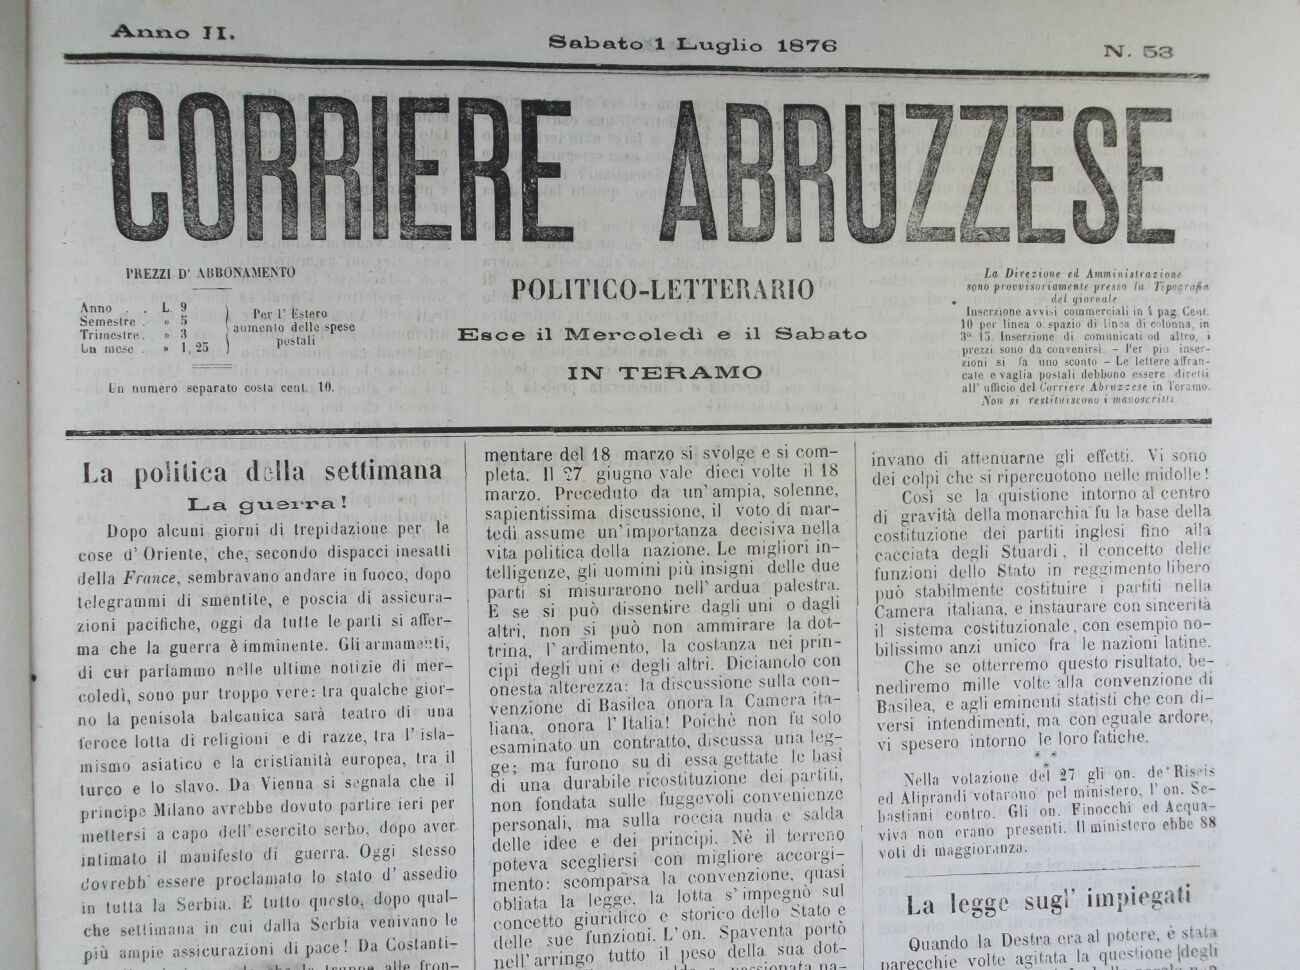 Anno II.
Sabato 1 Luglio 1876
N. 53
CORRIERE ABRUZZESE
PREZZI D' ABBONAMENTO
Anno . . L. 9
Semestre . » 5
Trimestre . » 3
Un mese . » 1, 25
Per l' Estero
aumento delle spese
postali
Un numero separato costa cent. 10.
POLITICO-LETTERARIO
Esce il Mercoledì e il Sabato
IN TERAMO
La Direzione ed Amministrazione
sono provvisoriamente presso la Tipografia
del giornale
Inserzione avvisi commerciali in 4 pag. Cent.
10 per linea o spazio di linea di colonna, in
3ª 15. Inserzione di comunicati od altro, i
prezzi sono da convenirsi. – Per più inser-
zioni si fa uno sconto – Le lettere affran-
cate e vaglia postali debbono essere diretti
all' ufficio del Corriere Abruzzese in Teramo.
Non si restituiscono i manoscritti.
La politica della settimana
La guerra!
Dopo alcuni giorni di trepidazione per le
cose d' Oriente, che, secondo dispacci inesatti
della France, sembravano andare in fuoco, dopo
telegrammi di smentite, e poscia di assicura-
zioni pacifiche, oggi da tutte le parti si affer-
ma che la guerra è imminente. Gli armamenti,
di cui parlammo nelle ultime notizie di mer-
coledì, sono pur troppo vere: tra qualche gior-
no la penisola balcanica sarà teatro di una
feroce lotta di religioni e di razze, tra l' isla-
mismo asiatico e la cristianità europea, tra il
turco e lo slavo. Da Vienna si segnala che il
principe Milano avrebbe dovuto partire ieri per
mettersi a capo dell' esercito serbo, dopo aver
intimato il manifesto di guerra. Oggi stesso
dovrebb' essere proclamato lo stato d' assedio
in tutta la Serbia. E tutto questo, dopo qual-
che settimana in cui dalla Serbia venivano le
più ampie assicurazioni di pace! Da Costanti-
mentare del 18 marzo si svolge e si com-
pleta. Il 27 giugno vale dieci volte il 18
marzo. Preceduto da un' ampia, solenne,
sapientissima discussione, il voto di mar-
tedì assume un' importanza decisiva nella
vita politica della nazione. Le migliori in-
telligenze, gli uomini più insigni delle due
parti si misurarono nell' ardua palestra.
E se si può dissentire dagli uni o dagli
altri, non si può non ammirare la dot-
trina, l' ardimento, la costanza nei prin-
cipî degli uni e degli altri. Diciamolo con
onesta alterezza: la discussione sulla con-
venzione di Basilea onora la Camera ita-
liana, onora l' Italia! Poichè non fu solo
esaminato un contratto, discussa una leg-
ge; ma furono su di essa gettate le basi
di una durabile ricostituzione dei partiti,
non fondata sulle fuggevoli convenienze
personali, ma sulla roccia nuda e salda
delle idee e dei principi. Nè il terreno
poteva scegliersi con migliore accorgi-
mento: scomparsa la convenzione, quasi
obliata la legge, la lotta s' impegnò sul
concetto giuridico e storico dello Stato e
delle sue funzioni. L' on. Spaventa portò
nell' arringo tutto il peso della sua dot-
invano di attenuarne gli effetti. Vi sono
dei colpi che si ripercuotono nelle midolle!
Così se la quistione intorno al centro
di gravità della monarchia fu la base della
costituzione dei partiti inglesi fino alla
cacciata degli Stuardi, il concetto delle
funzioni dello Stato in reggimento libero
può stabilmente costituire i partiti nella
Camera italiana, e instaurare con sincerità
il sistema costituzionale, con esempio no-
bilissimo anzi unico fra le nazioni latine.
Che se otterremo questo risultato, be-
nediremo mille volte alla convenzione di
Basilea, e agli eminenti statisti che con di-
versi intendimenti, ma con eguale ardore,
vi spesero intorno le loro fatiche.
* * *
Nella votazione del 27 gli on. de' Riseis
ed Aliprandi votarono pel ministero, l' on. Se-
bastiani contro. Gli on. Finocchi ed Acqua-
viva non erano presenti. Il ministero ebbe 88
voti di maggioranza.
La legge sugl' impiegati
Quando la Destra era al potere, è stata
parecchie volte agitata la questione degli